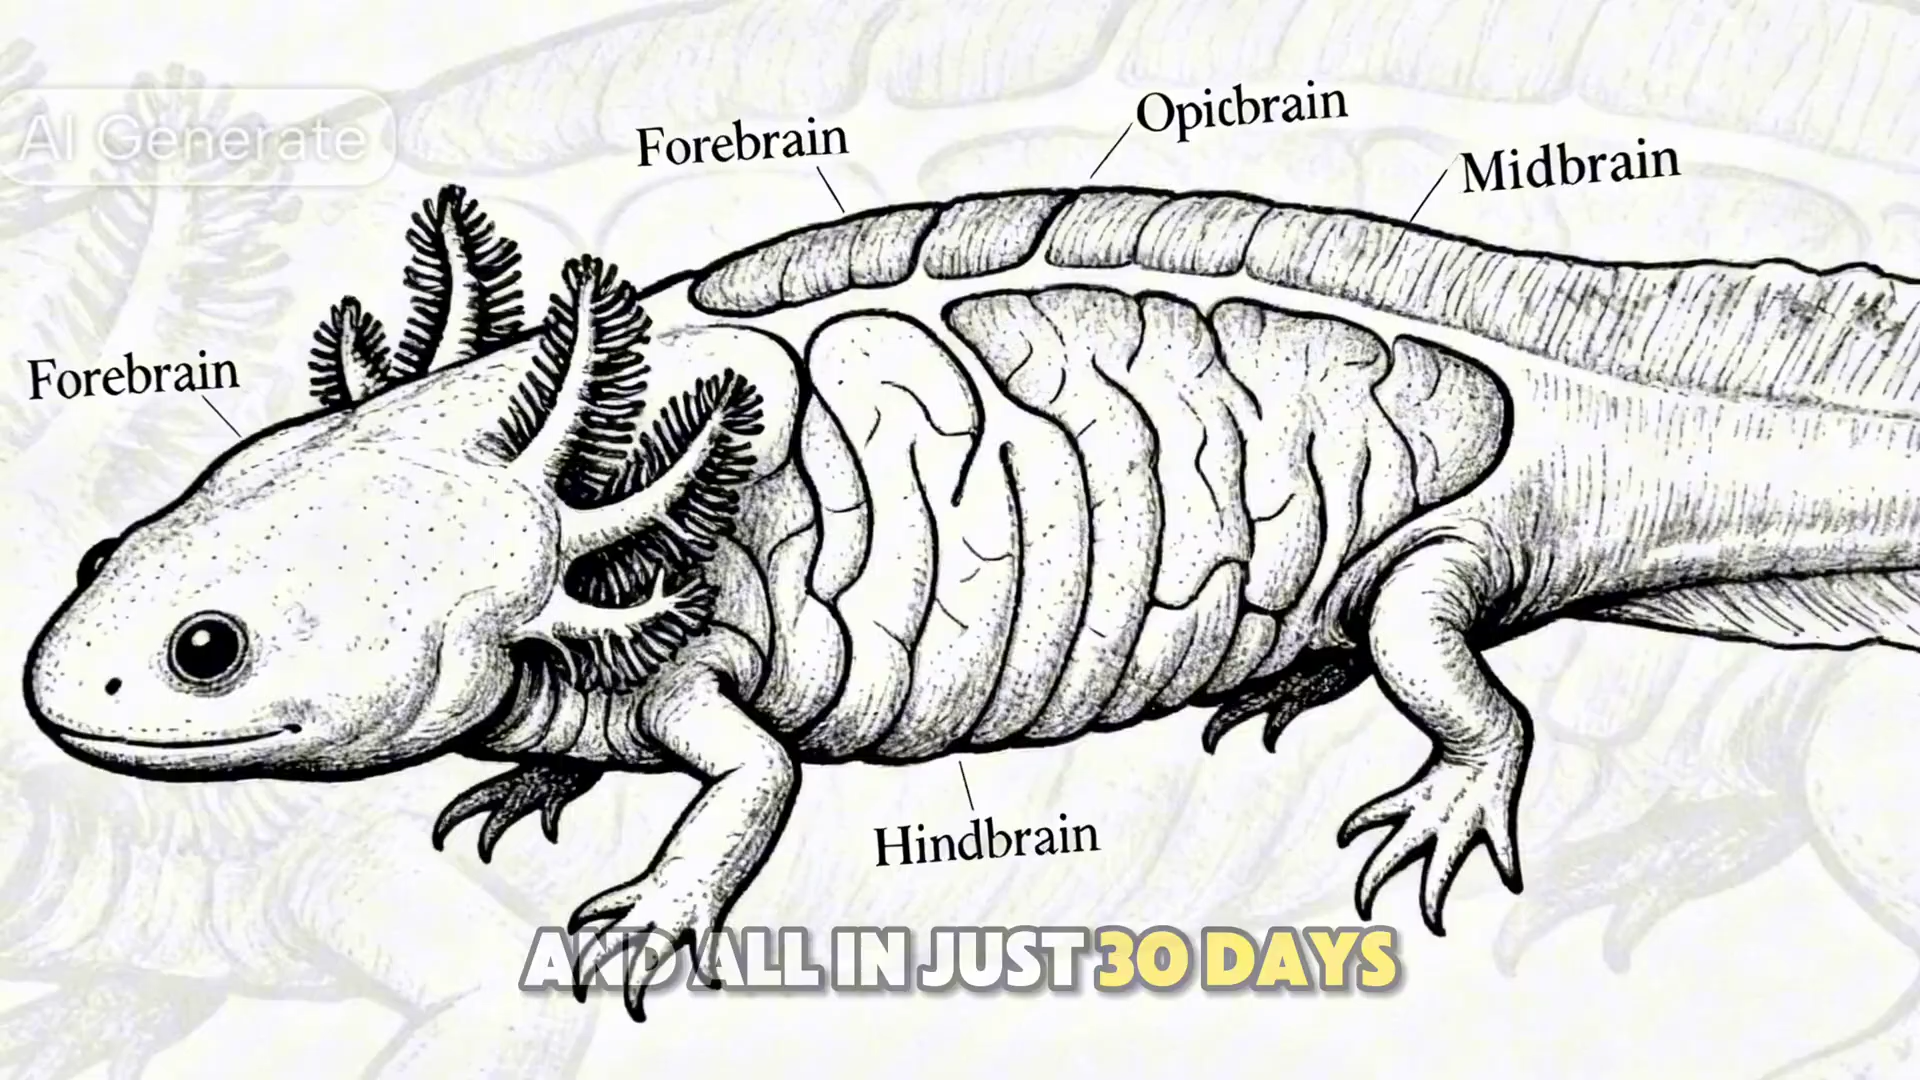 AI Generate
Forebrain
Opicbrain
Midbrain
Forebrain
Hindbrain
AND ALL IN JUST 30 DAYS